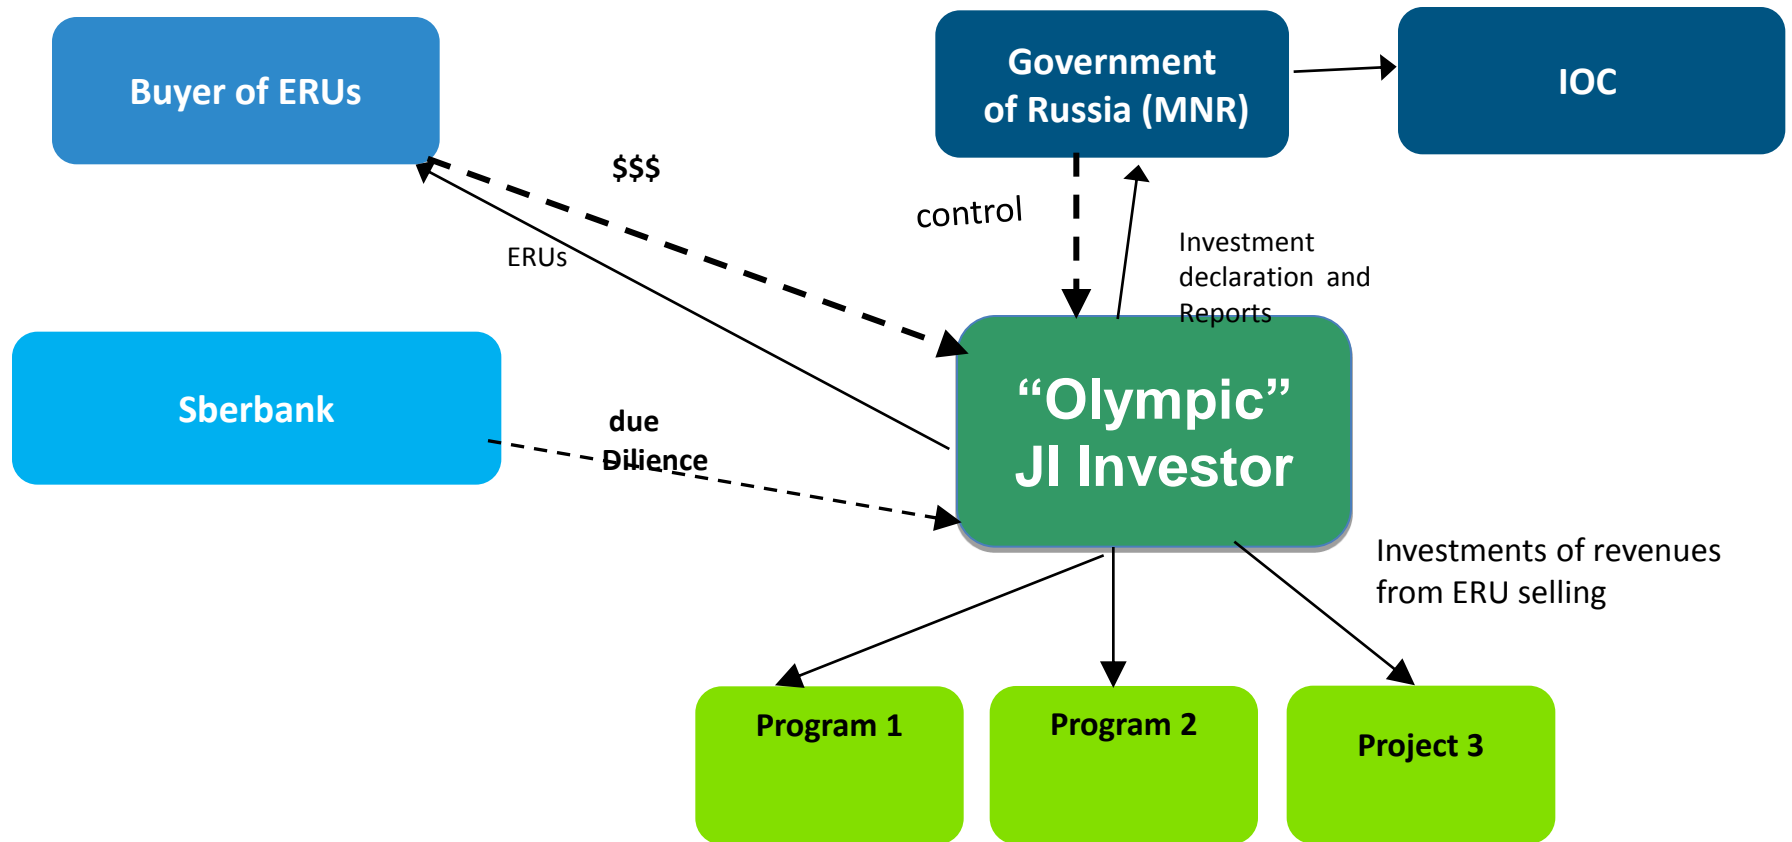 Buyer of ERUs
Government
of Russia (MNR)
IOC
$$$
control
ERUs
Investment
declaration and
Reports
Sberbank
due
Dilience
“Olympic”
JI Investor
Investments of revenues
from ERU selling
Program 1
Program 2
Project 3